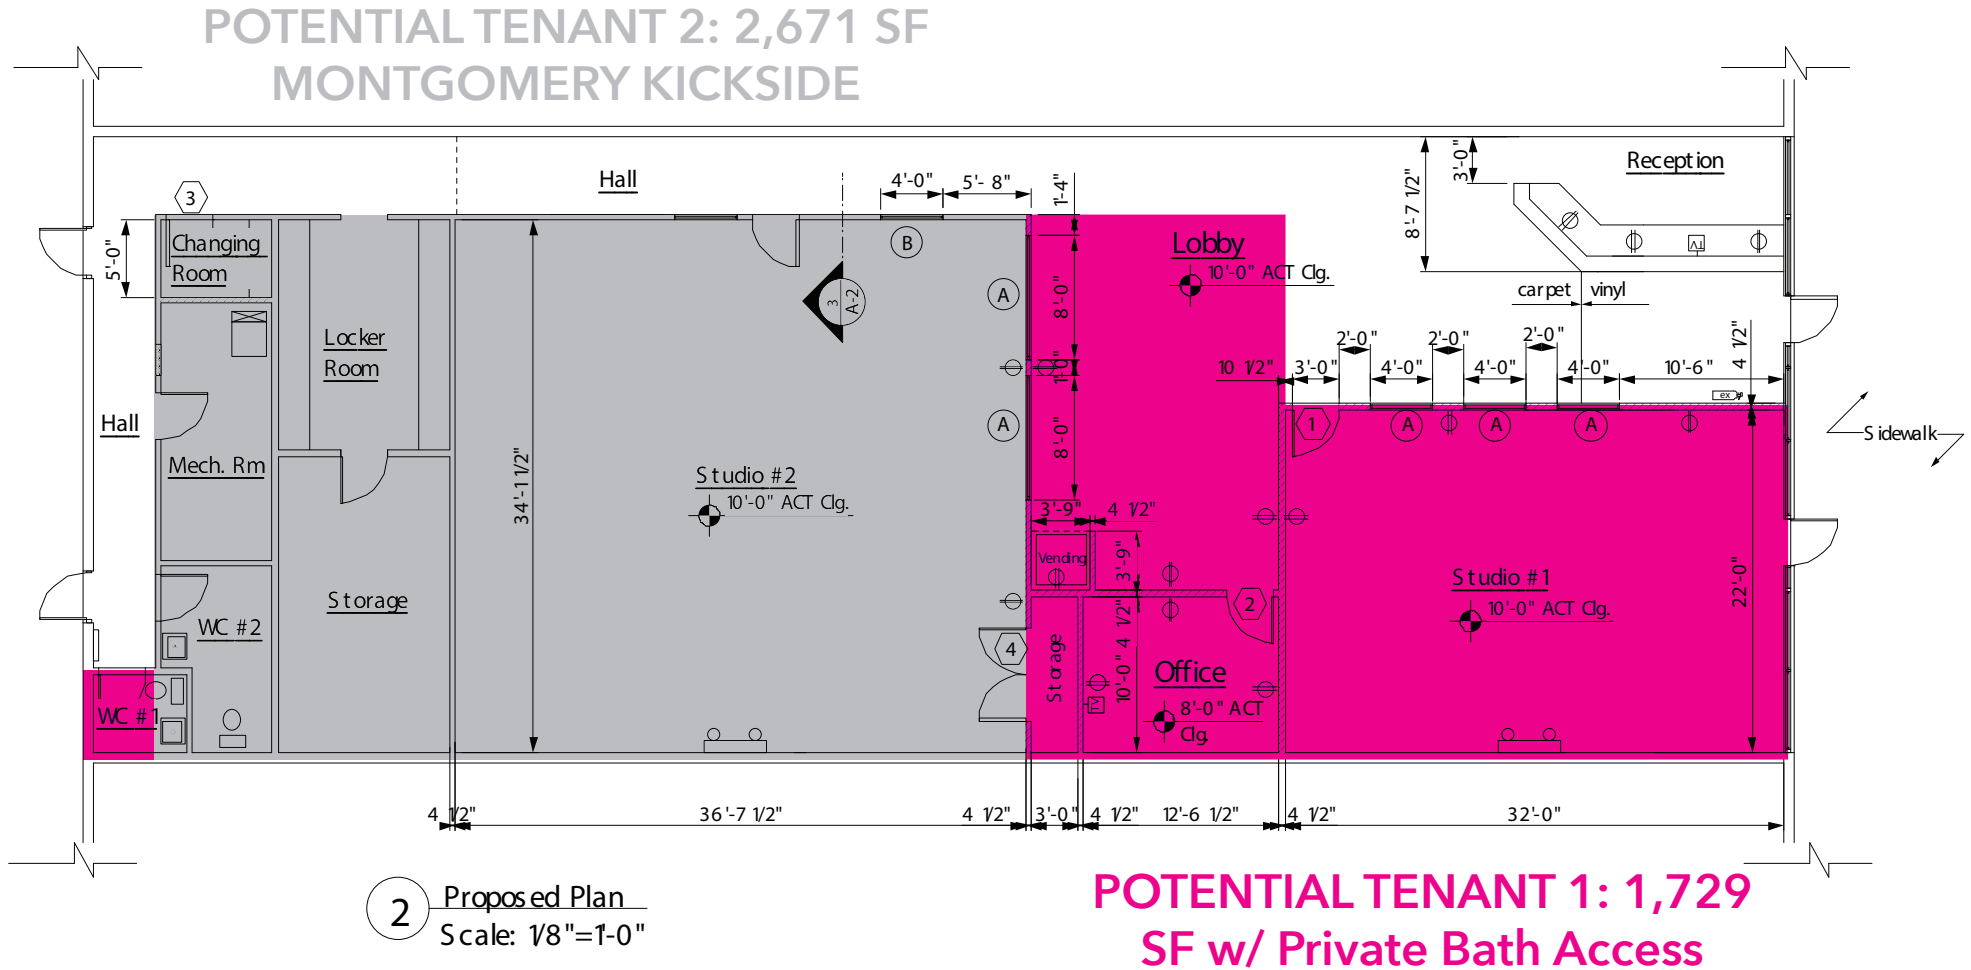 POTENTIAL TENANT 2: 2,671 SF
MONTGOMERY KICKSIDE
Reception
Hall
3
4'-0"
5'-8"
1'-4"
8'-7 1/2"
3'-0"
TV
carpet
vinyl
Changing
Room
5'-0"
B
3
A-2
A
8'-0"
1'-0"
A
8'-0"
Lobby
10'-0" ACT Clg.
Locker
Room
2'-0"
2'-0"
2'-0"
4 1/2"
10 1/2"
3'-0"
4'-0"
4'-0"
4'-0"
10'-6"
ex
1
A
A
A
Sidewalk
Hall
Mech. Rm
34'-1 1/2"
Studio #2
10'-0" ACT Clg.
3'-9"
4 1/2"
Vending
3'-9"
Studio #1
10'-0" ACT Clg.
22'-0"
Storage
WC #2
2
4
Storage
4 1/2"
10'-0"
Office
TV
8'-0" ACT
Clg.
WC #1
4 1/2"
36'-7 1/2"
4 1/2"
3'-0"
4 1/2"
12'-6 1/2"
4 1/2"
32'-0"
2
Proposed Plan
Scale: 1/8"=1'-0"
POTENTIAL TENANT 1: 1,729
SF w/ Private Bath Access